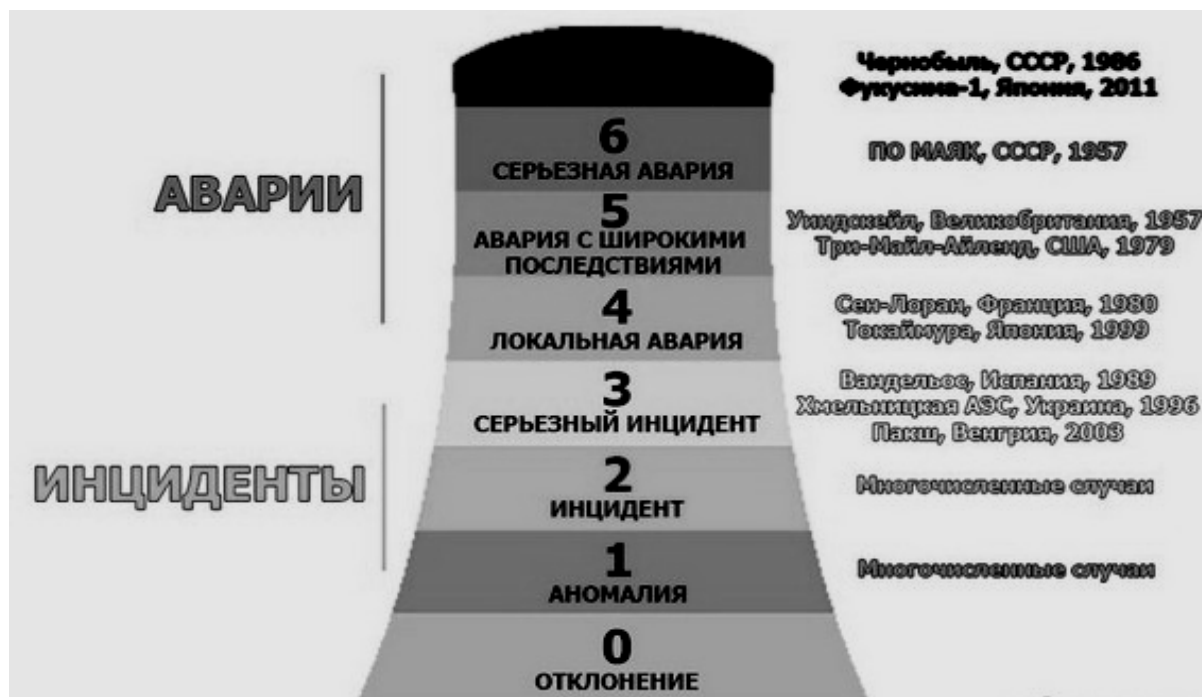 Чернобыль, СССР, 1986
Фукусима-1, Япония, 2011
6
СЕРЬЕЗНАЯ АВАРИЯ
ПО МАЯК, СССР, 1957
АВАРИИ
5
АВАРИЯ С ШИРОКИМИ
ПОСЛЕДСТВИЯМИ
Уиндскейл, Великобритания, 1957
Три-Майл-Айленд, США, 1979
4
ЛОКАЛЬНАЯ АВАРИЯ
Сен-Лоран, Франция, 1980
Токаймура, Япония, 1999
3
СЕРЬЕЗНЫЙ ИНЦИДЕНТ
Вандельос, Испания, 1989
Хмельницкая АЭС, Украина, 1996
Пакш, Венгрия, 2003
ИНЦИДЕНТЫ
2
ИНЦИДЕНТ
Многочисленные случаи
1
АНОМАЛИЯ
Многочисленные случаи
0
ОТКЛОНЕНИЕ